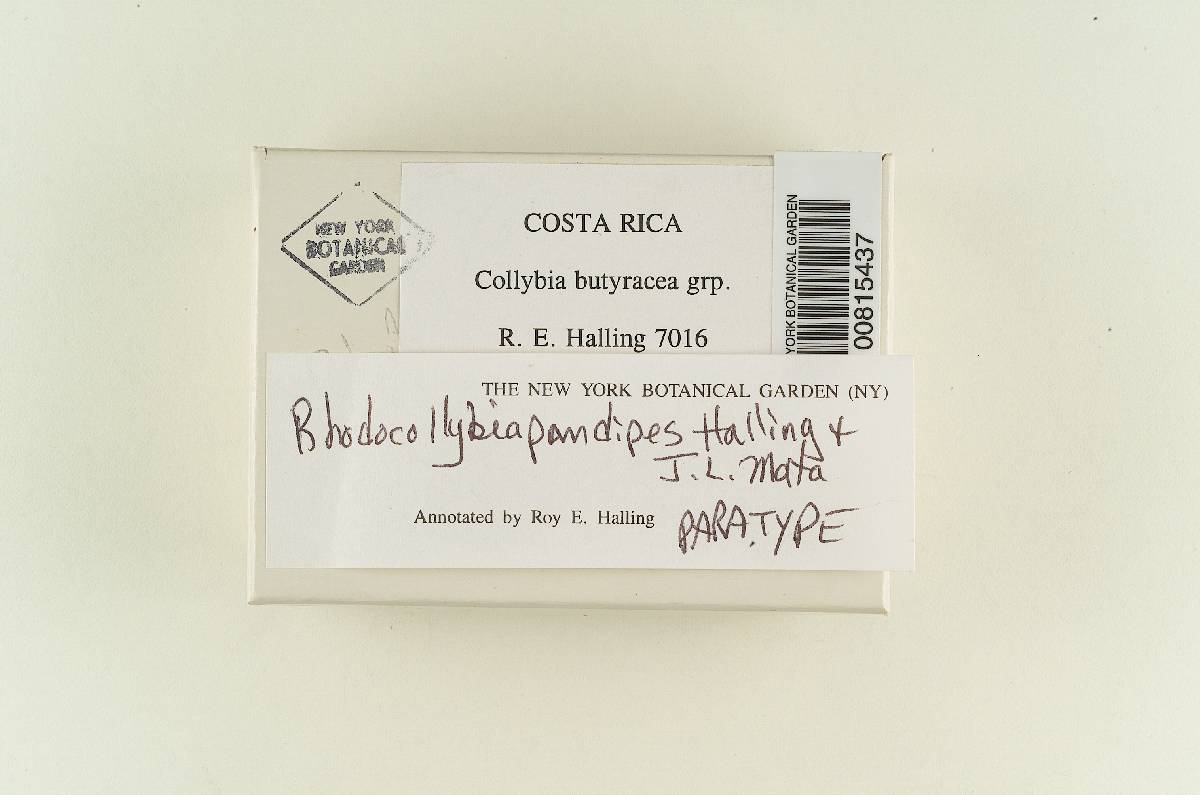 NEW YORK
BOTANICAL
GARDEN
COSTA RICA
Collybia butyracea grp.
R. E. Halling 7016
YORK BOTANICAL GARDEN
00815437
THE NEW YORK BOTANICAL GARDEN (NY)
Rhodocollybia pandipes Halling &
J. L. Mata
Annotated by Roy E. Halling
PARATYPE